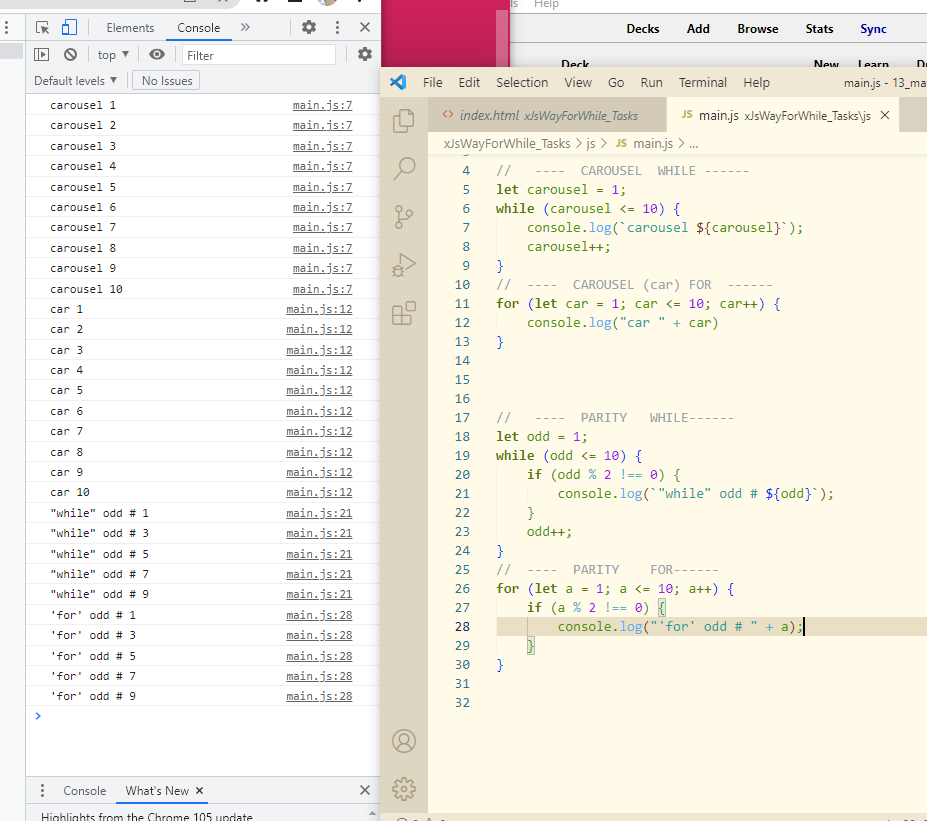 Elements Console »
top ▼ Filter
Default levels ▼ No Issues
carousel 1 main.js:7
carousel 2 main.js:7
carousel 3 main.js:7
carousel 4 main.js:7
carousel 5 main.js:7
carousel 6 main.js:7
carousel 7 main.js:7
carousel 8 main.js:7
carousel 9 main.js:7
carousel 10 main.js:7
car 1 main.js:12
car 2 main.js:12
car 3 main.js:12
car 4 main.js:12
car 5 main.js:12
car 6 main.js:12
car 7 main.js:12
car 8 main.js:12
car 9 main.js:12
car 10 main.js:12
"while" odd # 1 main.js:21
"while" odd # 3 main.js:21
"while" odd # 5 main.js:21
"while" odd # 7 main.js:21
"while" odd # 9 main.js:21
'for' odd # 1 main.js:28
'for' odd # 3 main.js:28
'for' odd # 5 main.js:28
'for' odd # 7 main.js:28
'for' odd # 9 main.js:28
>
Console What's New ×
Highlights from the Chrome 105 update
Help
Decks Add Browse Stats Sync
Deck New Learn
File Edit Selection View Go Run Terminal Help main.js - 13_ma
<> index.html xJsWayForWhile_Tasks JS main.js xJsWayForWhile_Tasks\js ×
xJsWayForWhile_Tasks > js > JS main.js > ...
4 // ---- CAROUSEL WHILE ------
5 let carousel = 1;
6 while (carousel <= 10) {
7 console.log(`carousel ${carousel}`);
8 carousel++;
9 }
10 // ---- CAROUSEL (car) FOR ------
11 for (let car = 1; car <= 10; car++) {
12 console.log("car " + car)
13 }
14
15
16
17 // ---- PARITY WHILE------
18 let odd = 1;
19 while (odd <= 10) {
20 if (odd % 2 !== 0) {
21 console.log(`"while" odd # ${odd}`);
22 }
23 odd++;
24 }
25 // ---- PARITY FOR------
26 for (let a = 1; a <= 10; a++) {
27 if (a % 2 !== 0) {
28 console.log("'for' odd # " + a);
29 }
30 }
31
32